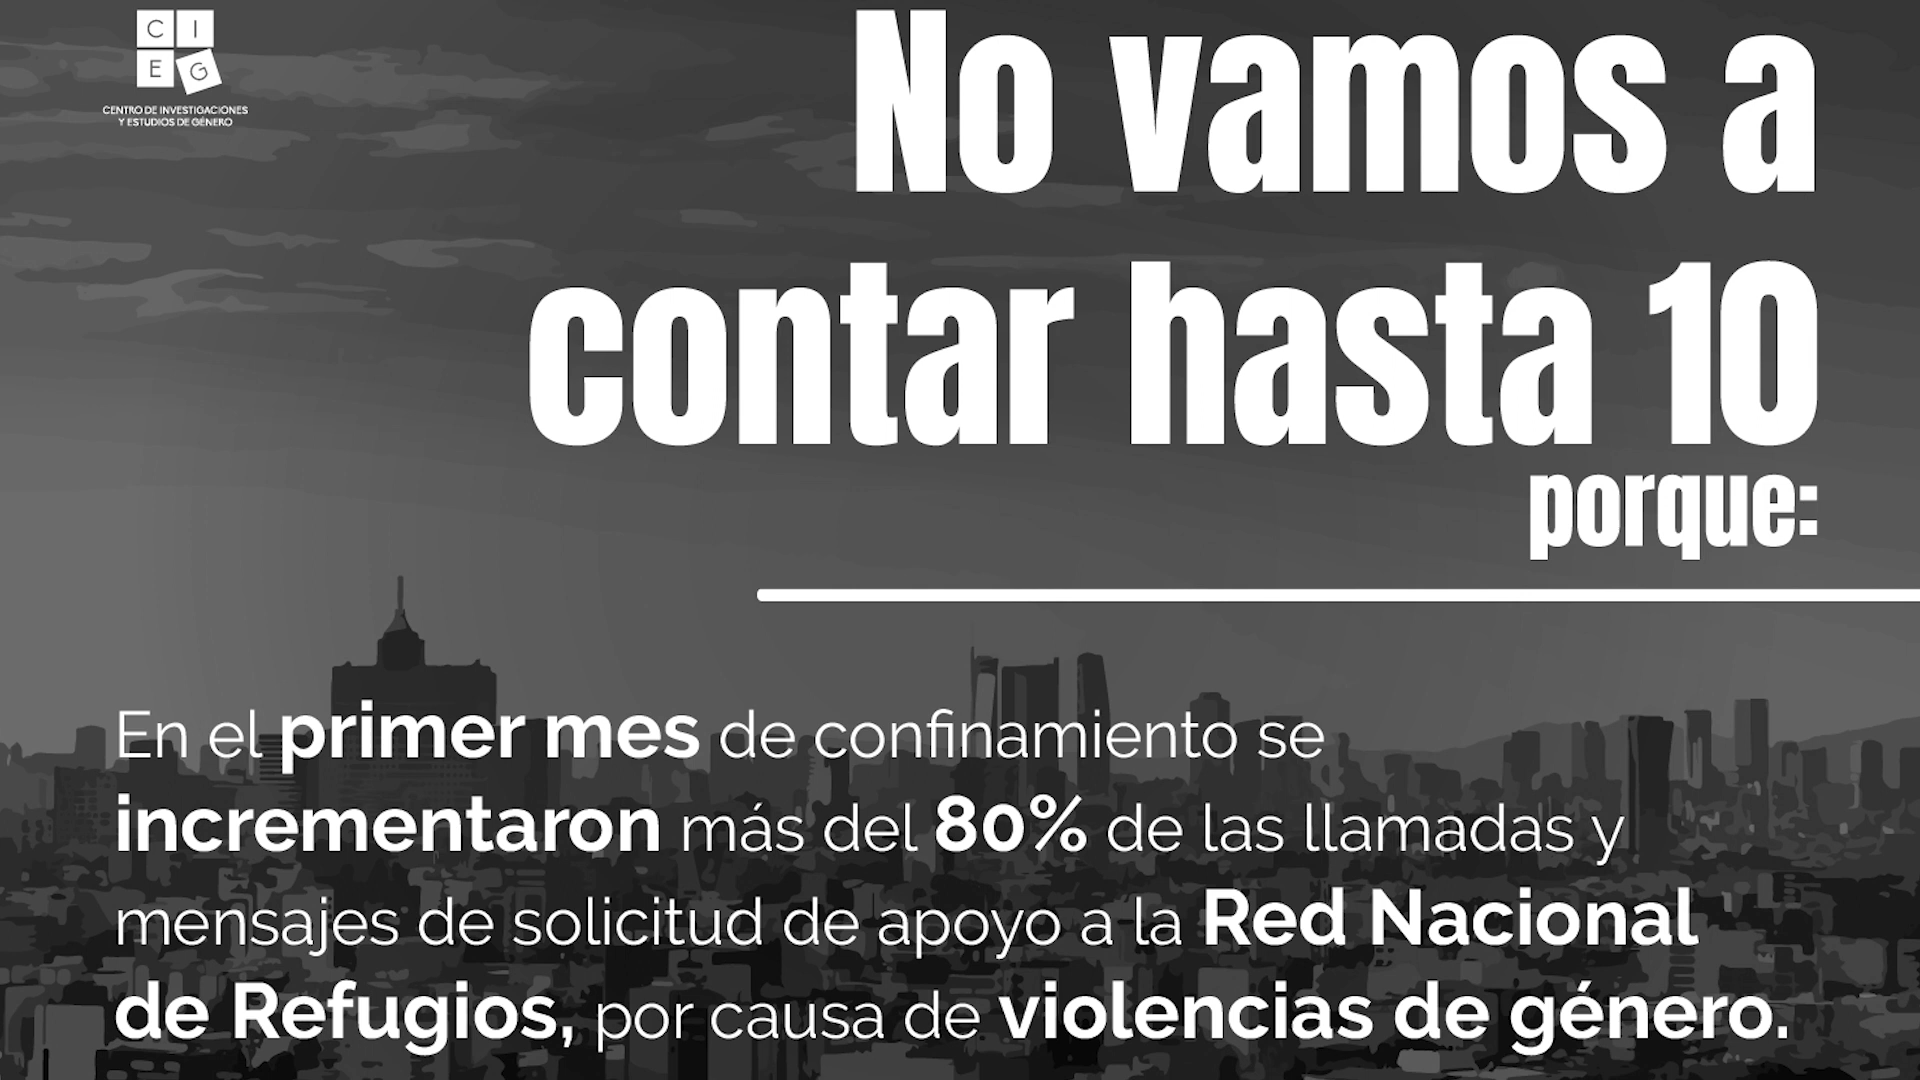 C I
E G
CENTRO DE INVESTIGACIONES
Y ESTUDIOS DE GÉNERO
No vamos a
contar hasta 10
porque:
En el primer mes de confinamiento se
incrementaron más del 80% de las llamadas y
mensajes de solicitud de apoyo a la Red Nacional
de Refugios, por causa de violencias de género.